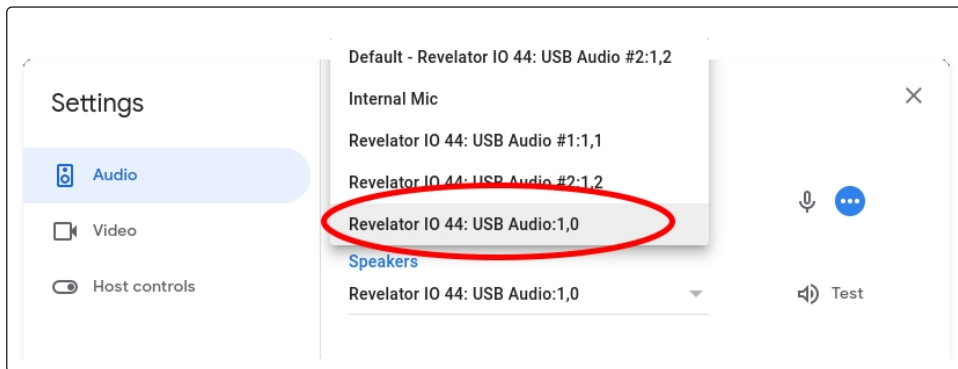 Settings
Audio
Video
Host controls
Default - Revelator IO 44: USB Audio #2:1,2
Internal Mic
Revelator IO 44: USB Audio #1:1,1
Revelator IO 44: USB Audio #2:1,2
Revelator IO 44: USB Audio:1,0
Speakers
Revelator IO 44: USB Audio:1,0
Test